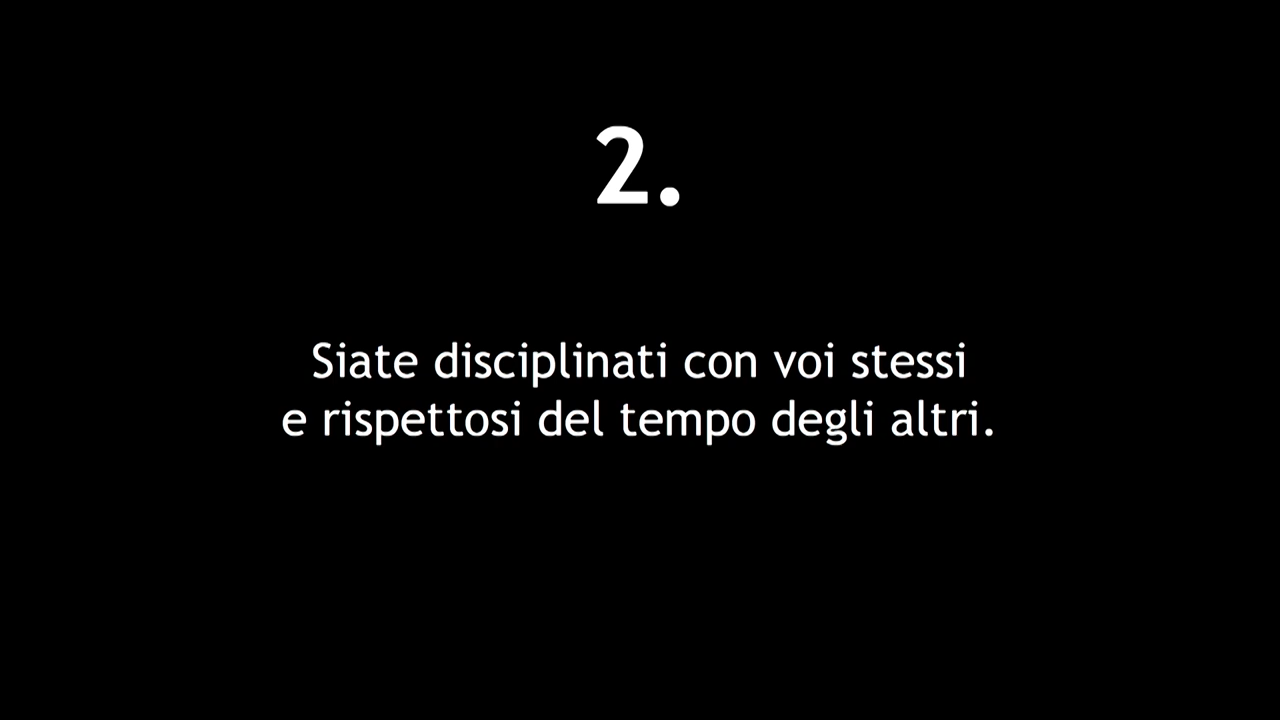 2.
Siate disciplinati con voi stessi
e rispettosi del tempo degli altri.